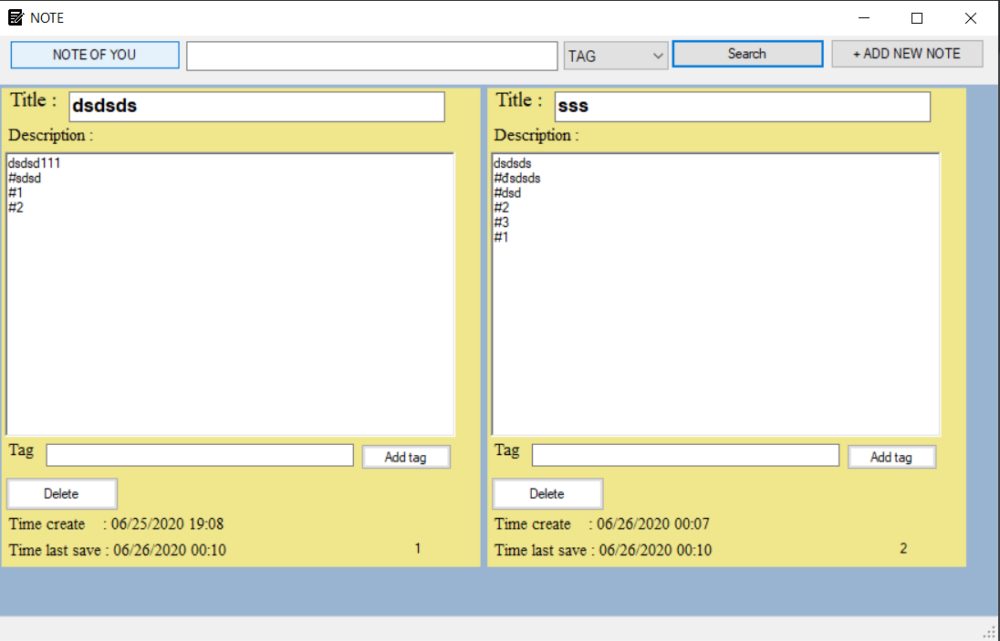 NOTE
NOTE OF YOU
TAG
Search
+ ADD NEW NOTE
Title :
dsdsds
Description :
dsdsd111
#sdsd
#1
#2
Tag
Add tag
Delete
Time create : 06/25/2020 19:08
Time last save : 06/26/2020 00:10
1
Title :
sss
Description :
dsdsds
#đsdsds
#dsd
#2
#3
#1
Tag
Add tag
Delete
Time create : 06/26/2020 00:07
Time last save : 06/26/2020 00:10
2